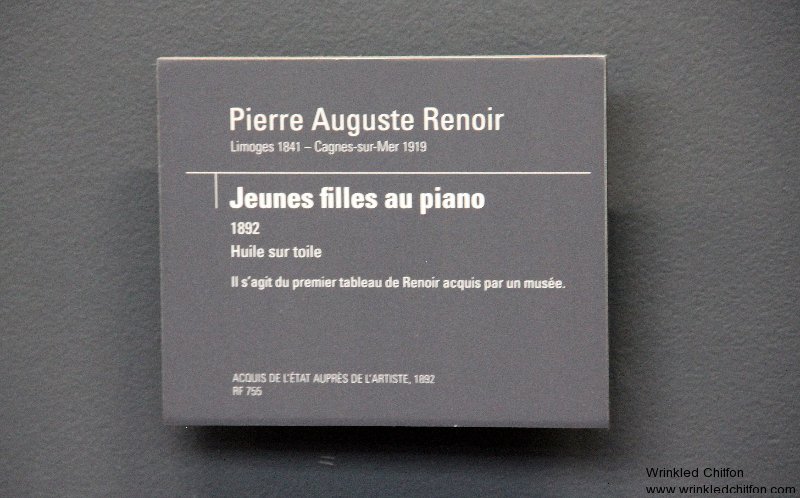 Pierre Auguste Renoir
Limoges 1841 – Cagnes-sur-Mer 1919
Jeunes filles au piano
1892
Huile sur toile
Il s'agit du premier tableau de Renoir acquis par un musée.
ACQUIS DE L'ÉTAT AUPRÈS DE L'ARTISTE, 1892
RF 755
Wrinkled Chiffon
www.wrinkledchiffon.com